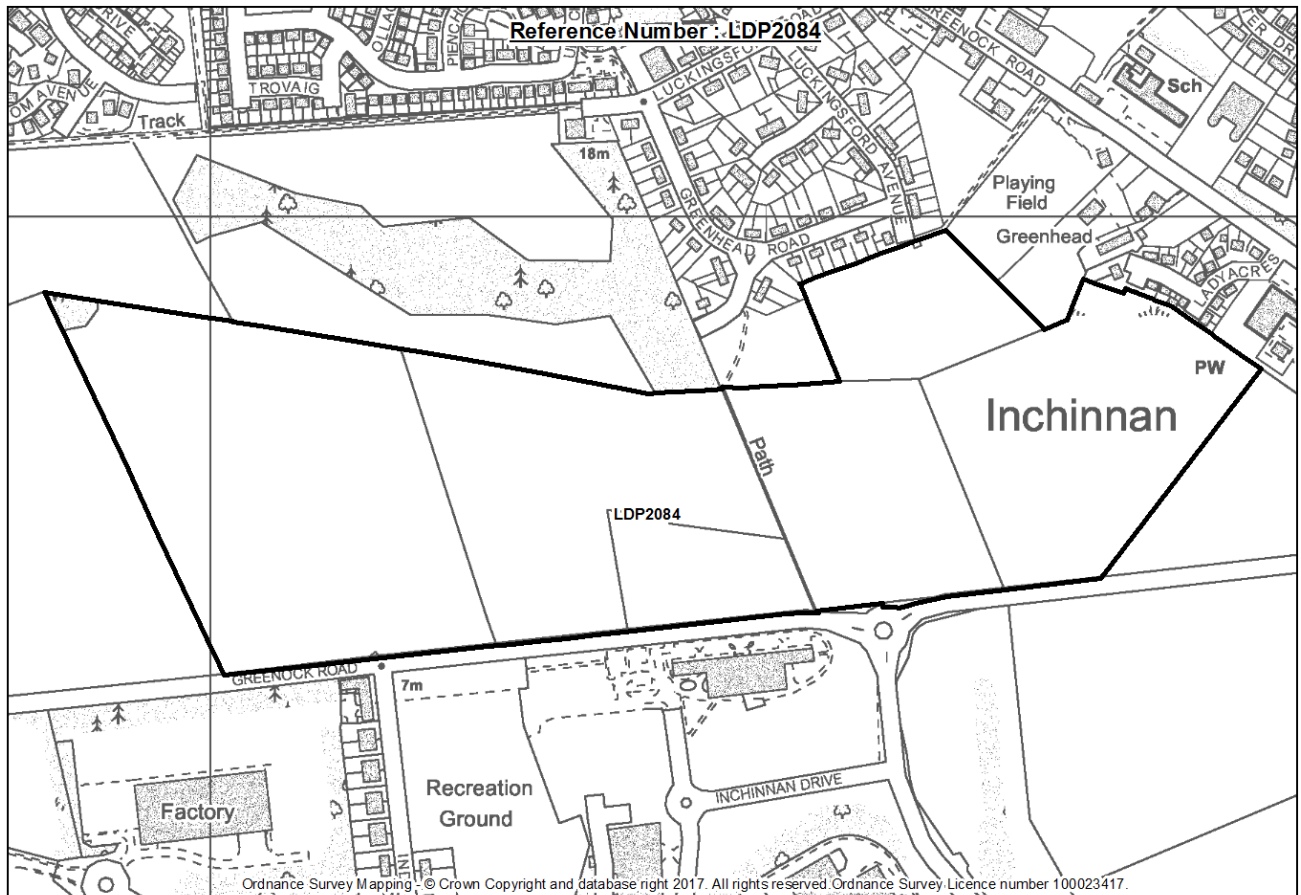 Reference Number : LDP2084
TROVAIG
Track
LUCKINGSFORD
ROAD
LUCKINGSFORD AVENUE
GREENOCK ROAD
Sch
18m
GREENHEAD ROAD
Playing
Field
Greenhead
PW
Inchinnan
Path
LDP2084
GREENOCK ROAD
7m
Recreation
Ground
Factory
INCHINNAN DRIVE
Ordnance Survey Mapping - © Crown Copyright and database right 2017. All rights reserved.Ordnance Survey Licence number 100023417.